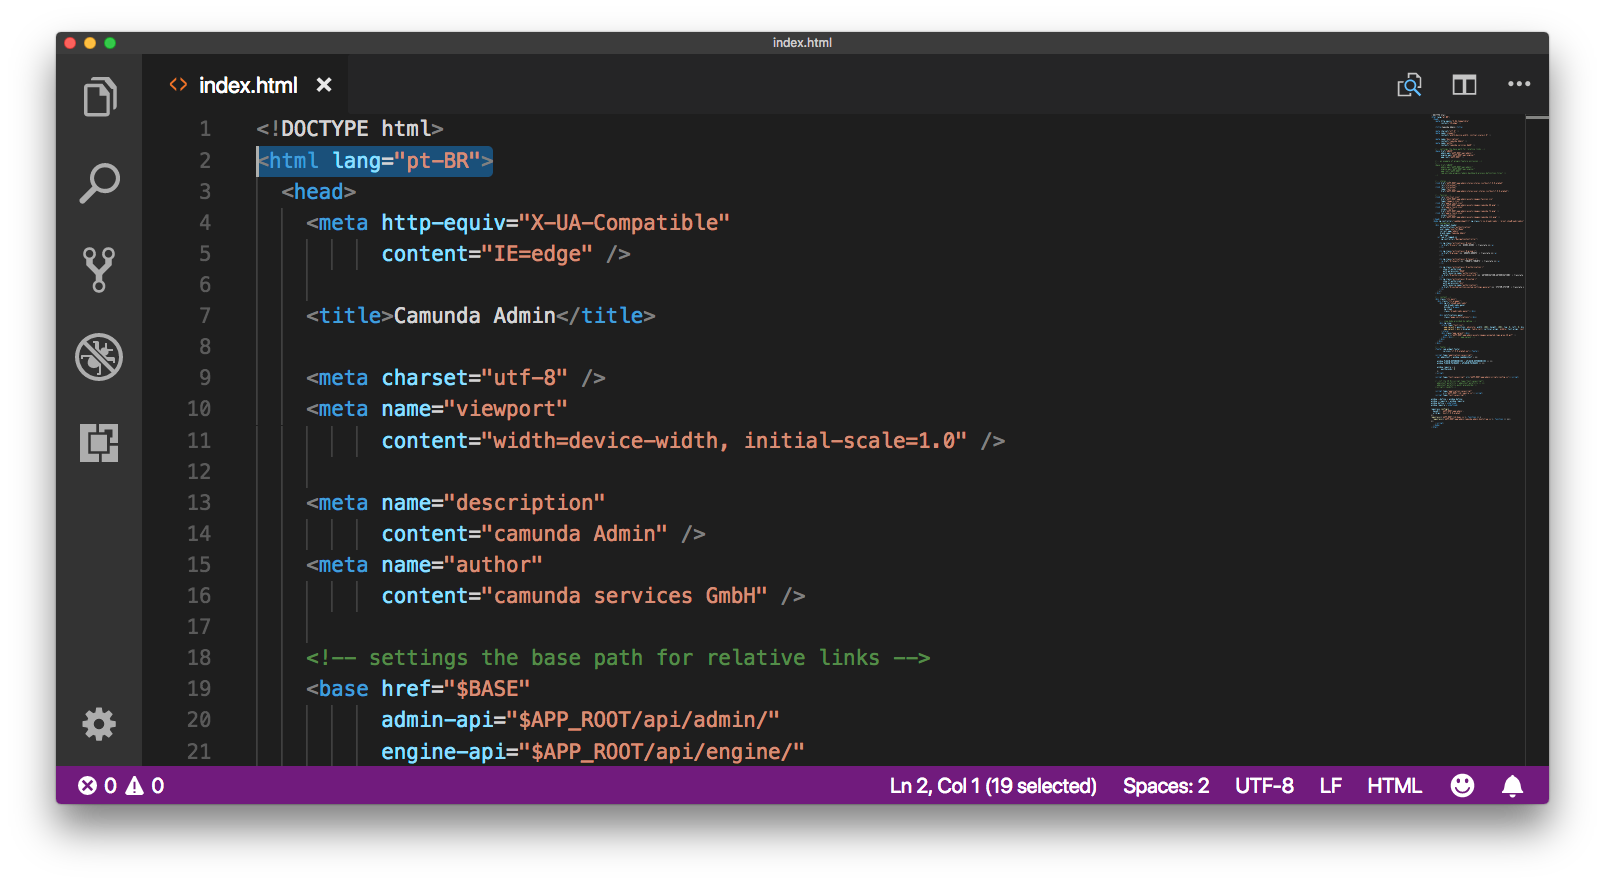 index.html
index.html
1 <!DOCTYPE html>
2 <html lang="pt-BR">
3 <head>
4 <meta http-equiv="X-UA-Compatible"
5 content="IE=edge" />
6
7 <title>Camunda Admin</title>
8
9 <meta charset="utf-8" />
10 <meta name="viewport"
11 content="width=device-width, initial-scale=1.0" />
12
13 <meta name="description"
14 content="camunda Admin" />
15 <meta name="author"
16 content="camunda services GmbH" />
17
18 <!-- settings the base path for relative links -->
19 <base href="$BASE"
20 admin-api="$APP_ROOT/api/admin/"
21 engine-api="$APP_ROOT/api/engine/"
0 0 Ln 2, Col 1 (19 selected) Spaces: 2 UTF-8 LF HTML